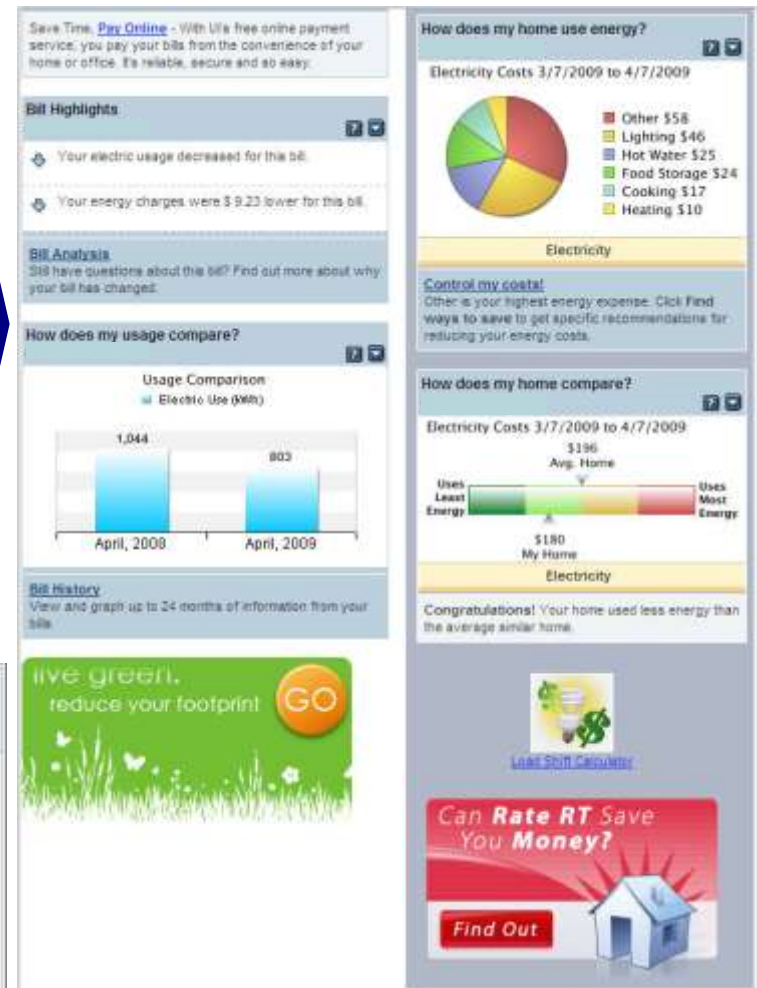 Save Time, Pay Online - With UI's free online payment
service, you pay your bills from the convenience of your
home or office. It's reliable, secure and so easy.
Bill Highlights
Your electric usage decreased for this bill.
Your energy charges were $ 9.23 lower for this bill.
Bill Analysis
Still have questions about this bill? Find out more about why
your bill has changed.
How does my usage compare?
Usage Comparison
Electric Use (kWh)
1,044
803
April, 2008
April, 2009
Bill History
View and graph up to 24 months of information from your
bills
live green.
reduce your footprint
GO
How does my home use energy?
Electricity Costs 3/7/2009 to 4/7/2009
Other $58
Lighting $46
Hot Water $25
Food Storage $24
Cooking $17
Heating $10
Electricity
Control my costs!
Other is your highest energy expense. Click Find
ways to save to get specific recommendations for
reducing your energy costs.
How does my home compare?
Electricity Costs 3/7/2009 to 4/7/2009
$196
Avg. Home
Uses
Least
Energy
Uses
Most
Energy
$180
My Home
Electricity
Congratulations! Your home used less energy than
the average similar home.
Load Shift Calculator
Can Rate RT Save
You Money?
Find Out